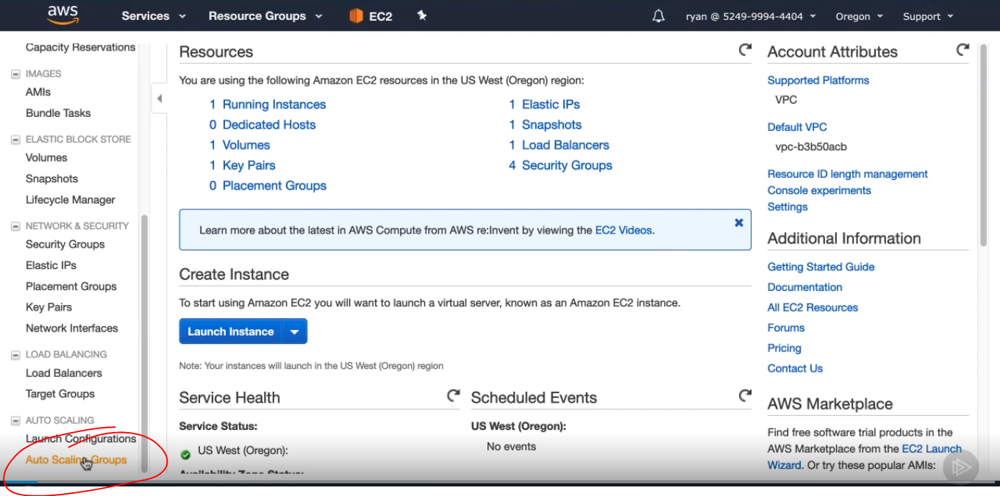 aws Services Resource Groups EC2 ryan @ 5249-9994-4404 Oregon Support
Capacity Reservations
IMAGES
AMIs
Bundle Tasks
ELASTIC BLOCK STORE
Volumes
Snapshots
Lifecycle Manager
NETWORK & SECURITY
Security Groups
Elastic IPs
Placement Groups
Key Pairs
Network Interfaces
LOAD BALANCING
Load Balancers
Target Groups
AUTO SCALING
Launch Configurations
Auto Scaling Groups
Resources
You are using the following Amazon EC2 resources in the US West (Oregon) region:
1 Running Instances
0 Dedicated Hosts
1 Volumes
1 Key Pairs
0 Placement Groups
1 Elastic IPs
1 Snapshots
1 Load Balancers
4 Security Groups
Learn more about the latest in AWS Compute from AWS re:Invent by viewing the EC2 Videos.
Create Instance
To start using Amazon EC2 you will want to launch a virtual server, known as an Amazon EC2 instance.
Launch Instance
Note: Your instances will launch in the US West (Oregon) region
Service Health
Service Status:
US West (Oregon):
Availability Zone Status:
Scheduled Events
US West (Oregon):
No events
Account Attributes
Supported Platforms
VPC
Default VPC
vpc-b3b50acb
Resource ID length management
Console experiments
Settings
Additional Information
Getting Started Guide
Documentation
All EC2 Resources
Forums
Pricing
Contact Us
AWS Marketplace
Find free software trial products in the
AWS Marketplace from the EC2 Launch
Wizard. Or try these popular AMIs: